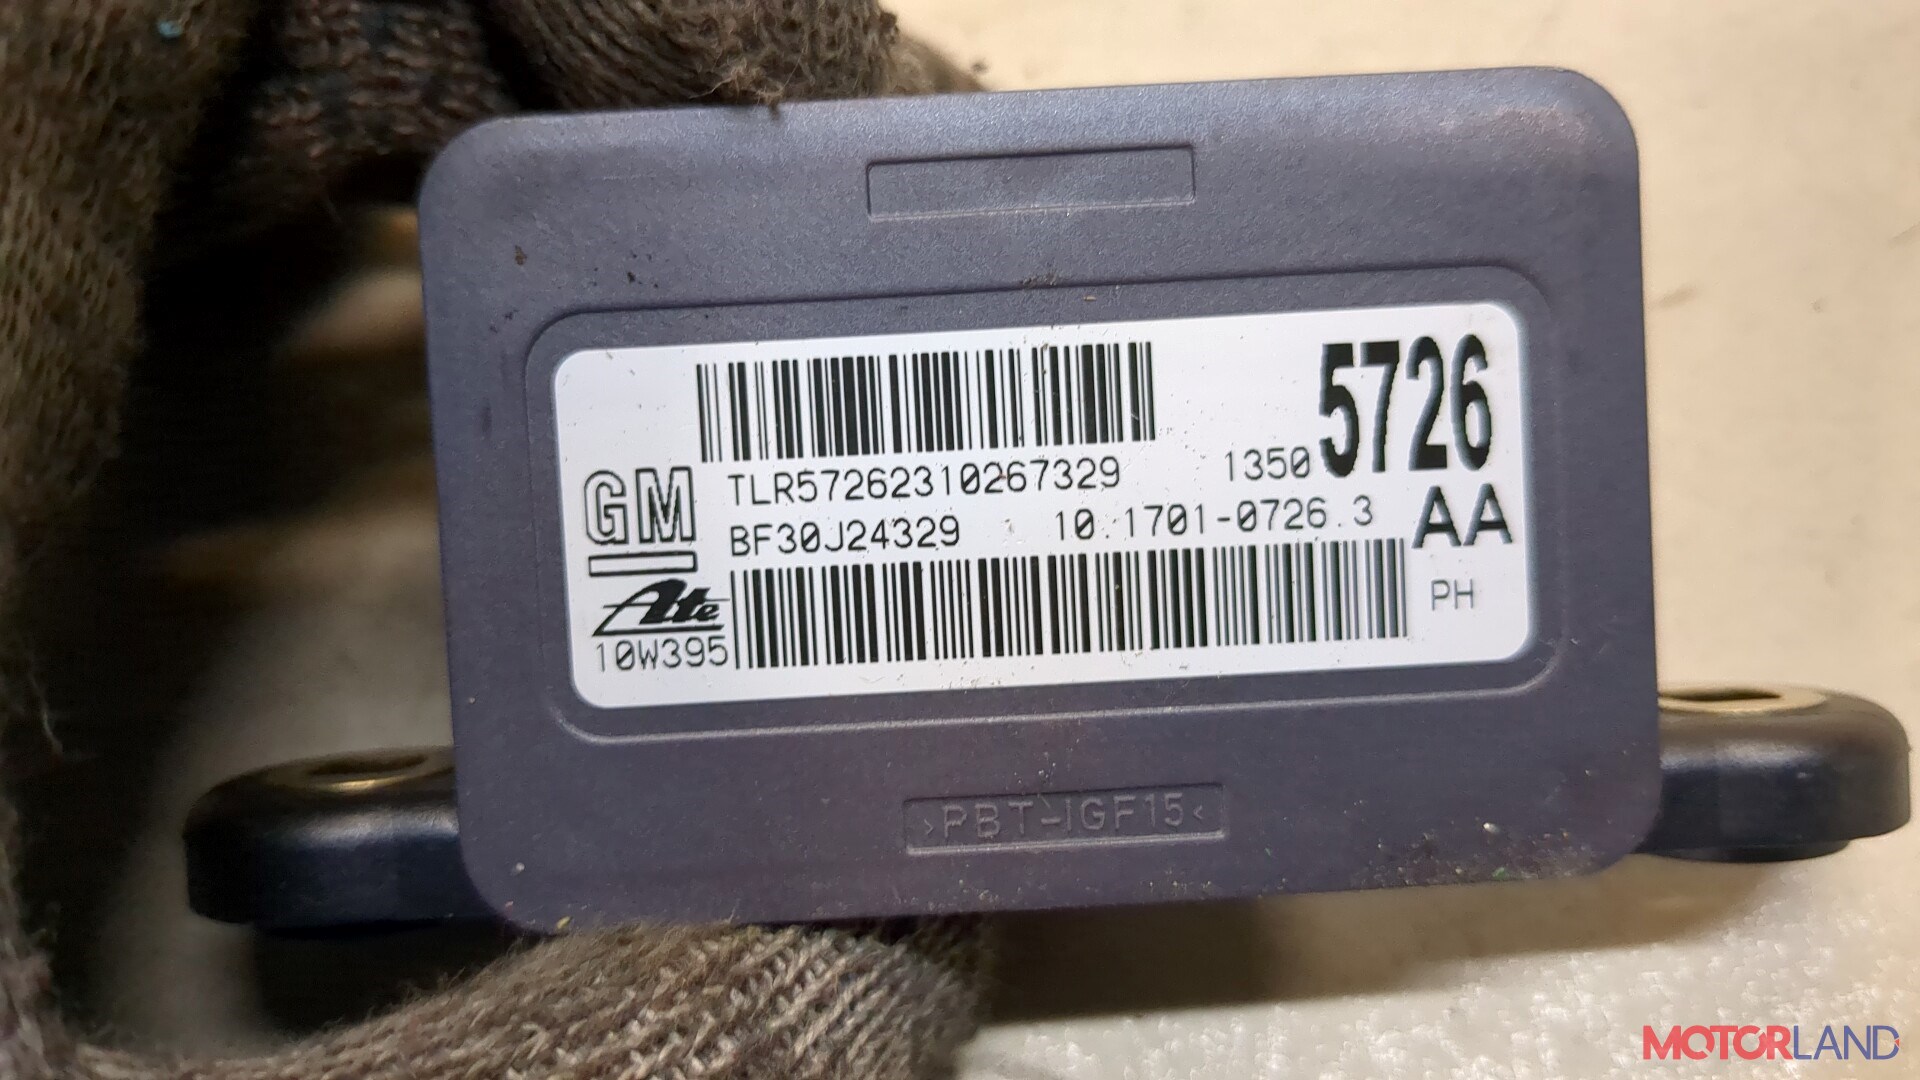 5726
TLR57262310267329
1350
GM
BF30J24329
10.1701-0726.3
AA
Ate
PH
10W395
>PBT-IGF15<
MOTORLAND